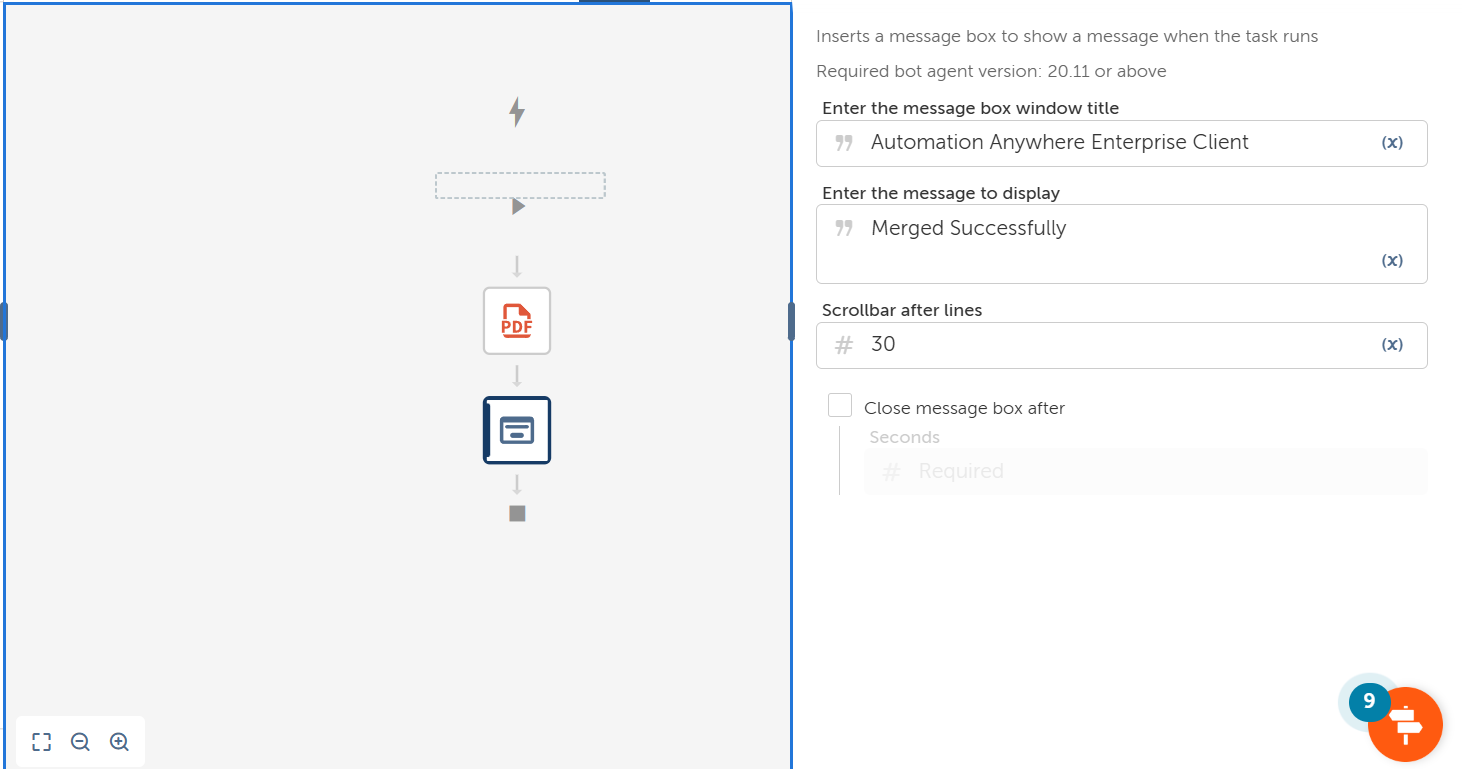 Inserts a message box to show a message when the task runs
Required bot agent version: 20.11 or above
Enter the message box window title
Automation Anywhere Enterprise Client (x)
Enter the message to display
Merged Successfully
(x)
Scrollbar after lines
# 30 (x)
Close message box after
Seconds
# Required
PDF
9